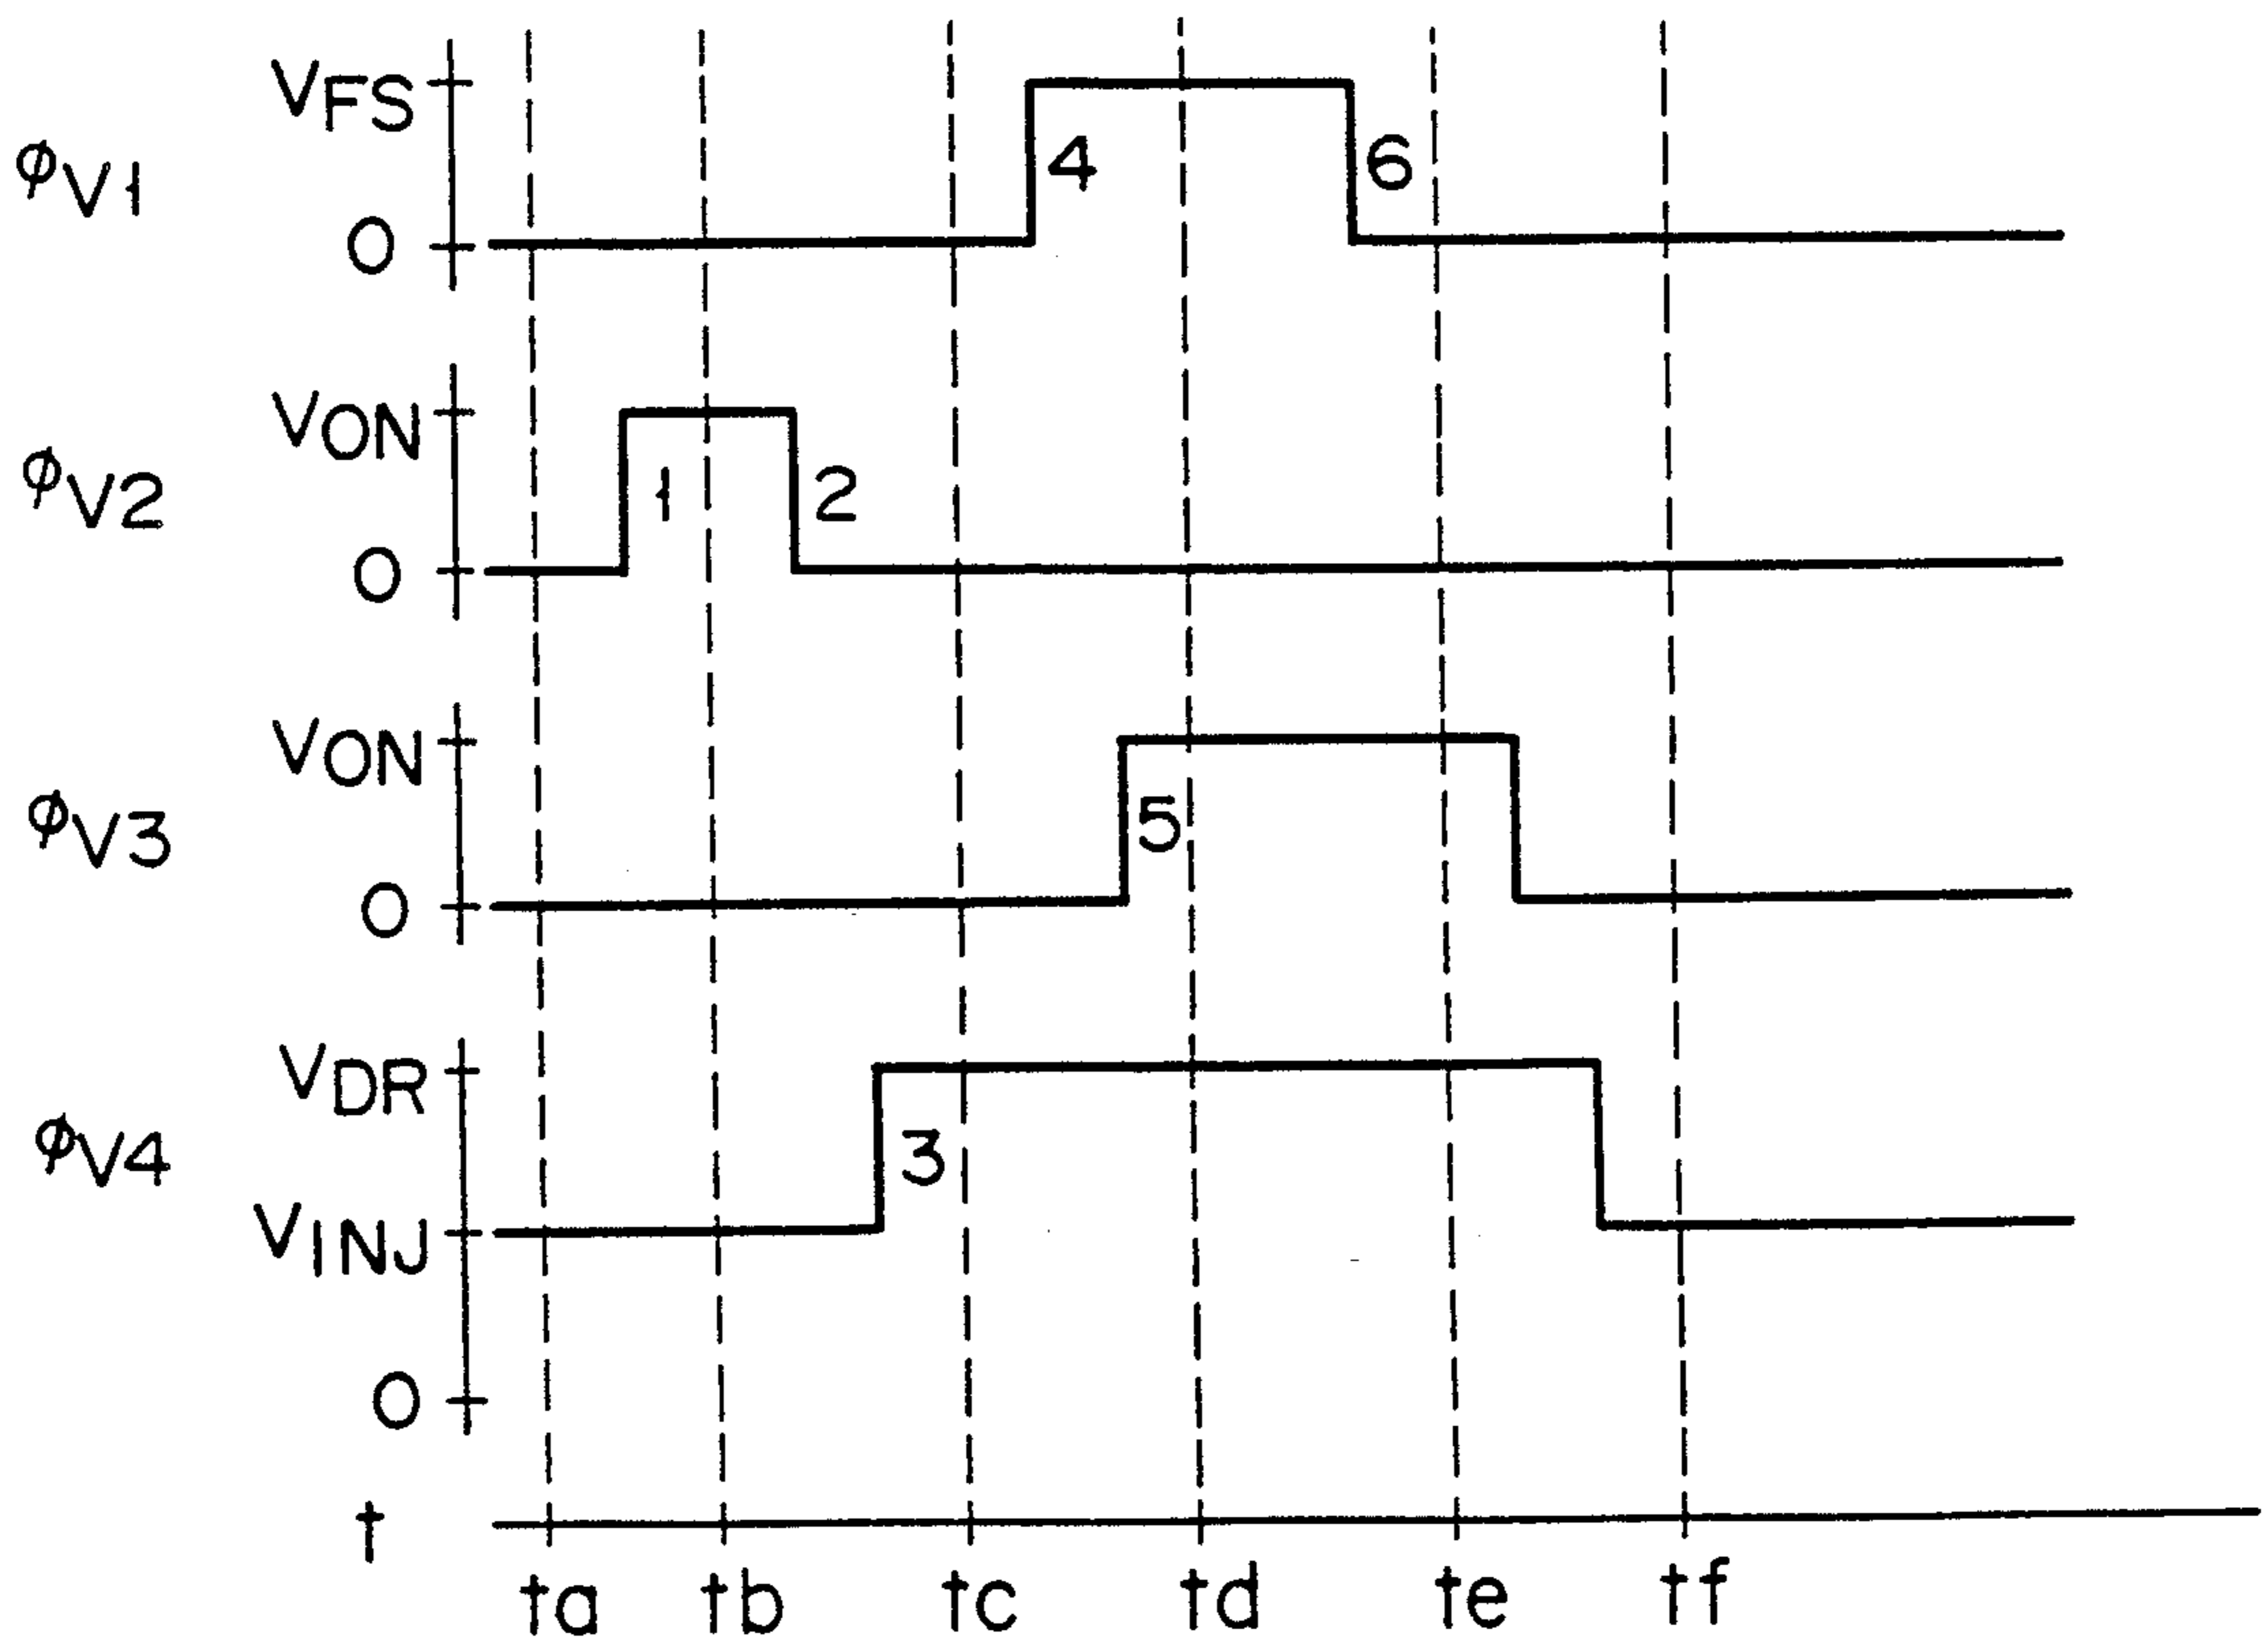 VFS
φV1
4
6
0
VON
φV2
1
2
0
VON
φV3
5
0
VDR
φV4
3
VINJ
0
t
ta tb tc td te tf